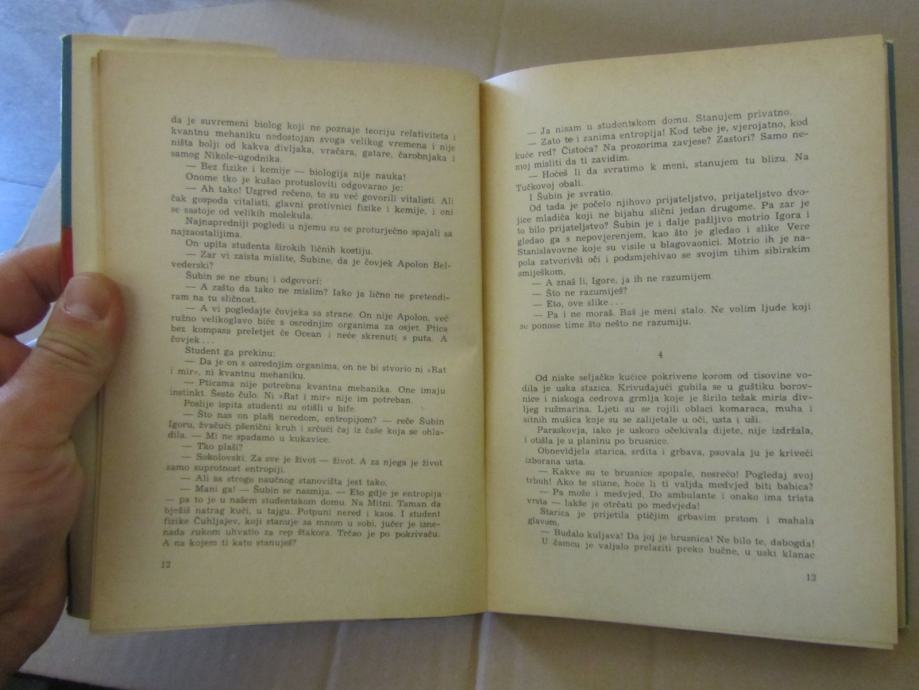 da je suvremeni biolog koji ne poznaje teoriju relativiteta i
kvantnu mehaniku nedostojan svoga velikog vremena i nije
ništa bolji od kakva divljaka, vračara, gatare, čarobnjaka i
samog Nikole-ugodnika.
— Bez fizike i kemije — biologija nije nauka!
Onome tko je kušao protusloviti odgovarao je:
— Ah tako! Uzgred rečeno, to su već govorili vitalisti. Ali
čak gospoda vitalisti, glavni protivnici fizike i kemije, i oni
se sastoje od velikih molekula.
Najnapredniji pogledi u njemu su se proturječno spajali sa
najzaostalijima.
On upita studenta širokih ličnih kostiju.
— Zar vi zaista mislite, Šubine, da je čovjek Apolon Bel-
vederski?
Šubin se ne zbuni i odgovori:
— A zašto da tako ne mislim? Iako ja lično ne pretendi-
ram na tu sličnost.
— A vi pogledajte čovjeka sa strane. On nije Apolon, već
ružno velikoglavo biće s osrednjim organima za osjet. Ptica
bez kompasa preletjet će Ocean i neće skrenuti s puta. A
čovjek...
Student ga prekinu:
— Da je on s osrednjim organima, on ne bi stvorio ni »Rat
i mir«, ni kvantnu mehaniku.
— Pticama nije potrebna kvantna mehanika. One imaju
instinkt. Šesto čulo. Ni »Rat i mir« nije im potreban.
Poslije ispita studenti su otišli u bife.
— Što nas on plaši neredom, entropijom? — reče Šubin
Igoru, žvačući pšenični kruh i srčući čaj iz čaše koja se ohla-
dila. — Mi ne spadamo u kukavice.
— Tko plaši?
— Sokolovski. Za sve je život — život. A za njega je život
samo suprotnost entropiji.
— Ali sa strogo naučnog stanovišta jest tako.
— Mani ga! — Šubin se nasmija. — Eto gdje je entropija
— pa to je u našem studentskom domu. Na Mitni. Taman da
bježiš natrag kući, u tajgu. Potpuni nered i kaos. I student
fizike Čuhljajev, koji stanuje sa mnom u sobi, jučer je izne-
nada rukom uhvatio za rep štakora. Trčao je po pokrivaču.
A na kojem ti katu stanuješ?
12
— Ja nisam u studentskom domu. Stanujem privatno.
— Zato te i zanima entropija! Kod tebe je, vjerojatno, kod
kuće red? Čistoća? Na prozorima zavjese? Zastori? Samo ne-
moj misliti da ti zavidim.
— Hoćeš li da svratimo k meni, stanujem tu blizu. Na
Tučkovoj obali.
I Šubin je svratio.
Od tada je počelo njihovo prijateljstvo, prijateljstvo dvo-
jice mladića koji ne bijahu slični jedan drugome. Pa zar je
to bilo prijateljstvo? Šubin je i dalje pažljivo motrio Igora i
gledao ga s nepovjerenjem, kao što je gledao i slike Vere
Stanislavovne koje su visile u blagovaonici. Motrio ih je na-
pola zatvorivši oči i podsmjehivao se svojim tihim sibirskim
smiješkom.
— A znaš li, Igore, ja ih ne razumijem
— Što ne razumiješ?
— Eto, ove slike...
— Pa i ne moraš. Baš je meni stalo. Ne volim ljude koji
se ponose time što nešto ne razumiju.
4
Od niske seljačke kućice pokrivene korom od tisovine vo-
dila je uska stazica. Krivudajući gubila se u guštiku borov-
nice i niskoga cedrova grmlja koje je širilo težak miris div-
ljeg ružmarina. Ljeti su se rojili oblaci komaraca, muha i
sitnih mušica koje su se zalijetale u oči, usta i uši.
Paraskovja, iako je uskoro očekivala dijete, nije izdržala,
i otišla je u planinu po brusnice.
Obnevidjela starica, srdita i grbava, psovala ju je kriveći
izborana usta.
— Kakve su te brusnice spopale, nesrećo! Pogledaj svoj
trbuh! Ako te stisne, hoće li ti valjda medvjed biti babica?
— Pa može i medvjed. Do ambulante i onako ima trista
vrsta — lakše je otrčati po medvjeda!
Starica je prijetila ptičjim grbavim prstom i mahala
glavom.
— Budalo kuljava! Da joj je brusnica! Ne bilo te, dabogda!
U čamcu je valjalo prelaziti preko bučne, u uski klanac
13